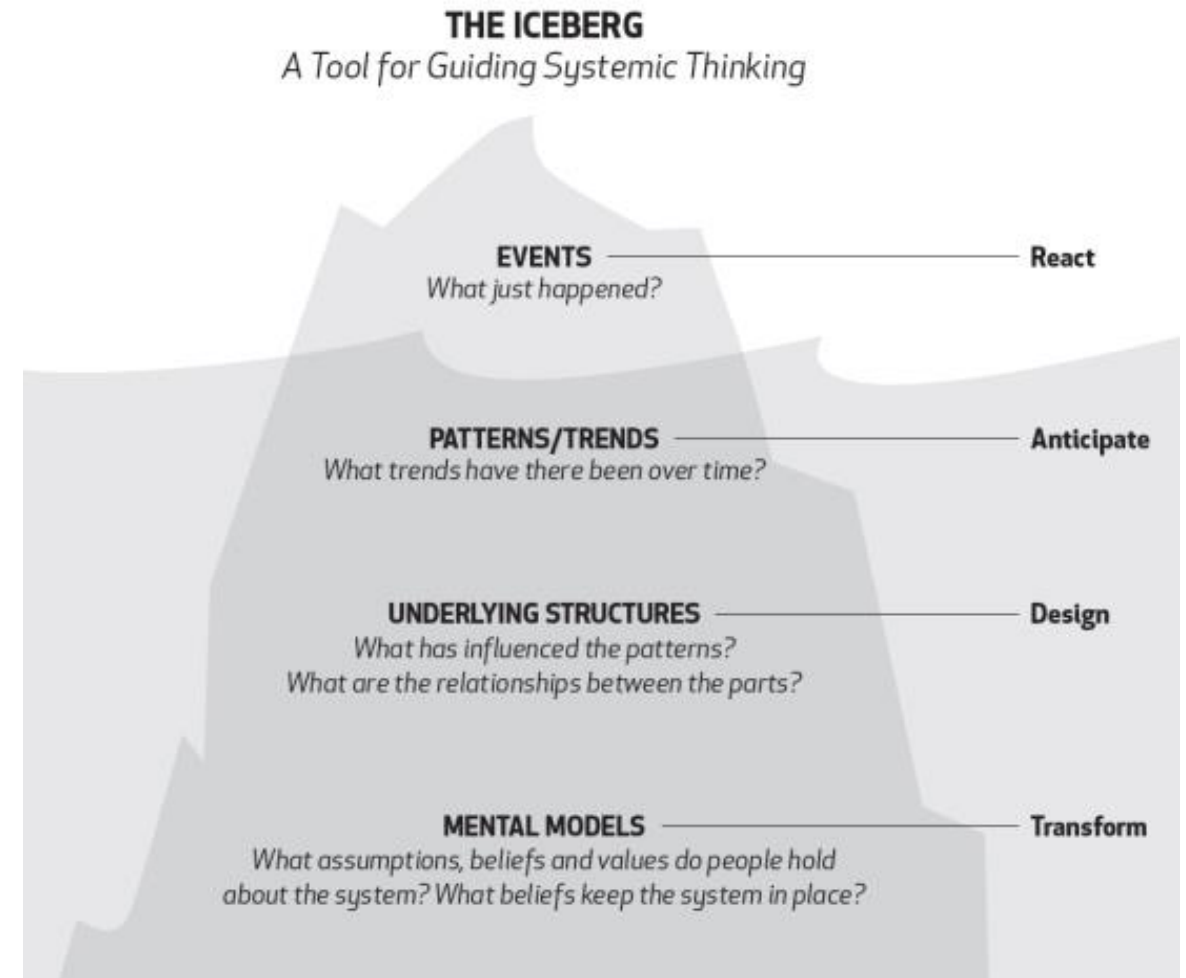 THE ICEBERG
A Tool for Guiding Systemic Thinking
EVENTS
React
What just happened?
PATTERNS/TRENDS
Anticipate
What trends have there been over time?
UNDERLYING STRUCTURES
Design
What has influenced the patterns?
What are the relationships between the parts?
MENTAL MODELS
Transform
What assumptions, beliefs and values do people hold
about the system? What beliefs keep the system in place?